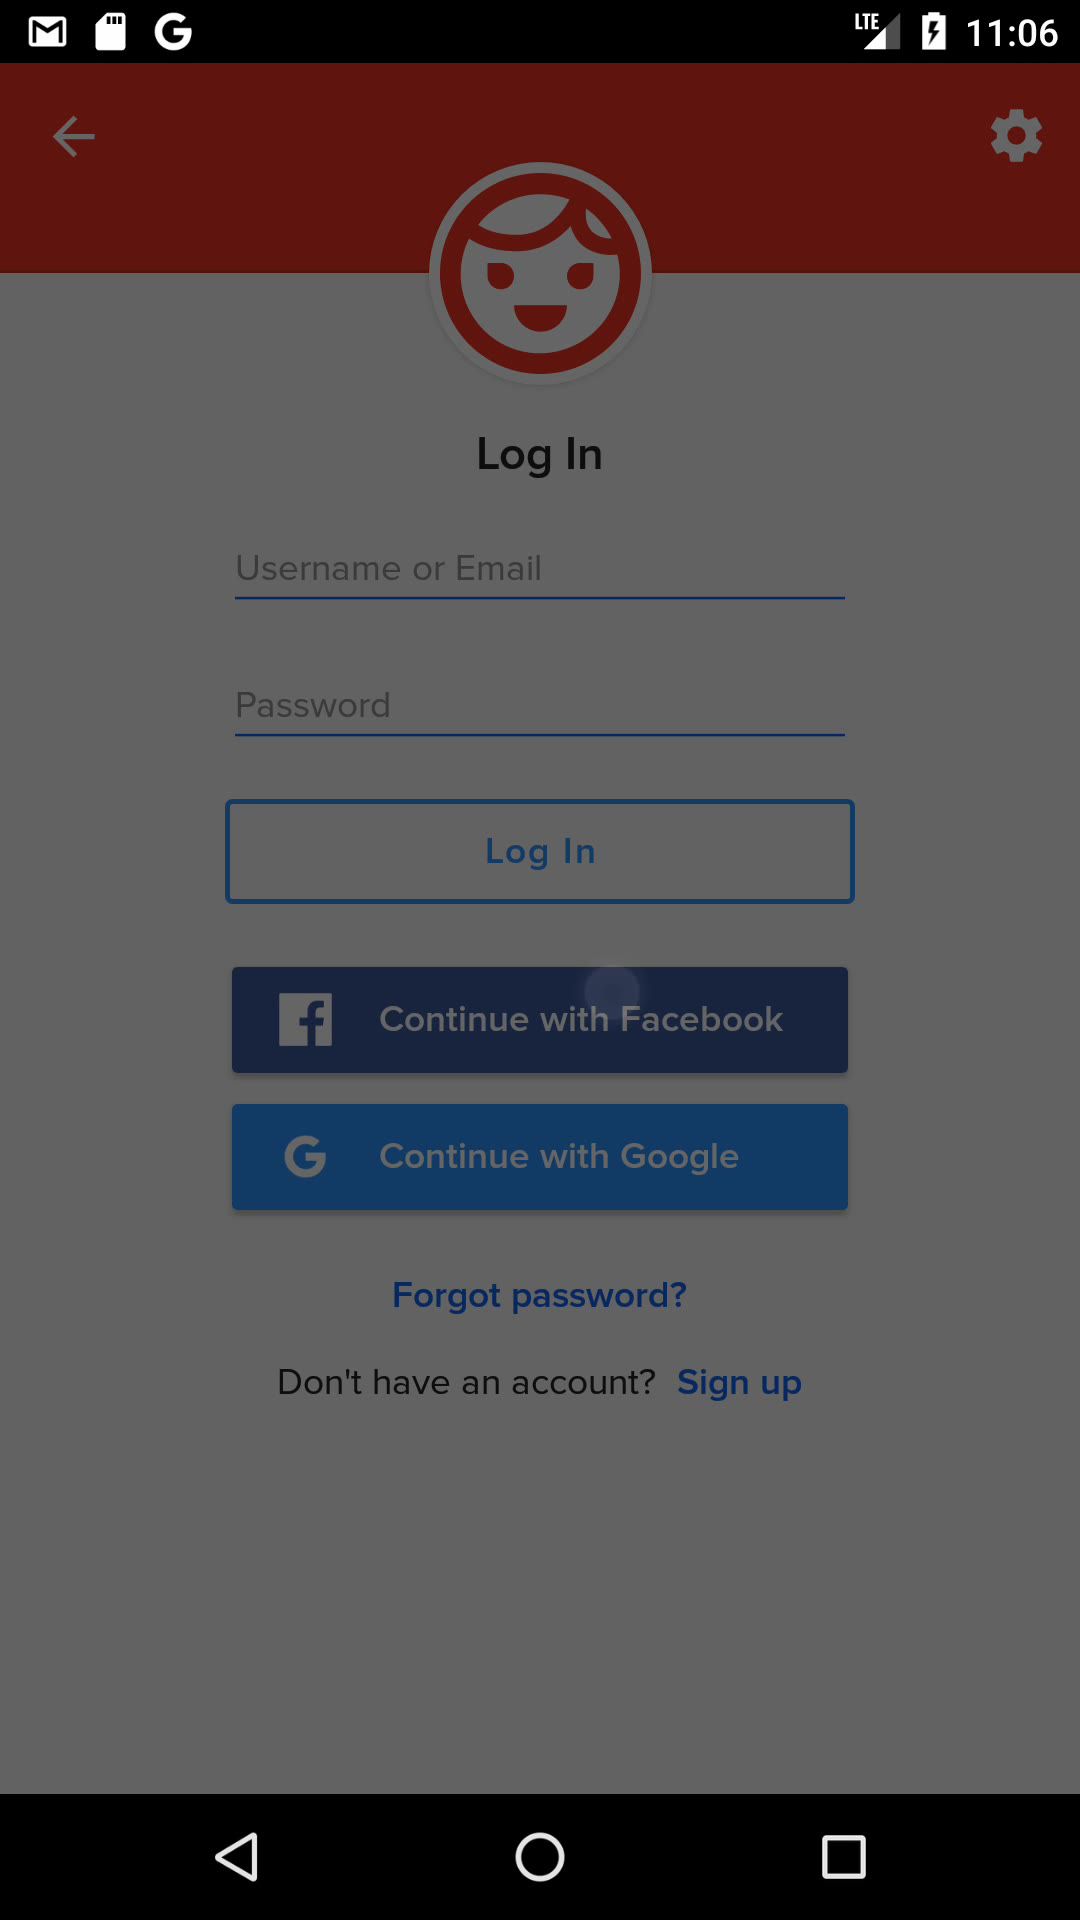 LTE 11:06
Log In
Username or Email
Password
Log In
Continue with Facebook
Continue with Google
Forgot password?
Don't have an account? Sign up